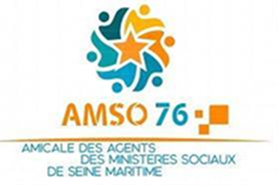 AMSO 76
AMICALE DES AGENTS
DES MINISTERES SOCIAUX
DE SEINE MARITIME